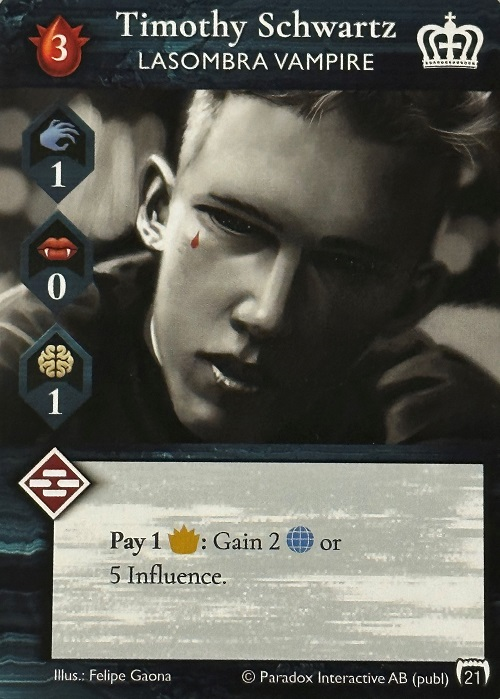 3
Timothy Schwartz
LASOMBRA VAMPIRE
1
0
1
Pay 1 : Gain 2 or
5 Influence.
Illus.: Felipe Gaona © Paradox Interactive AB (publ) 21